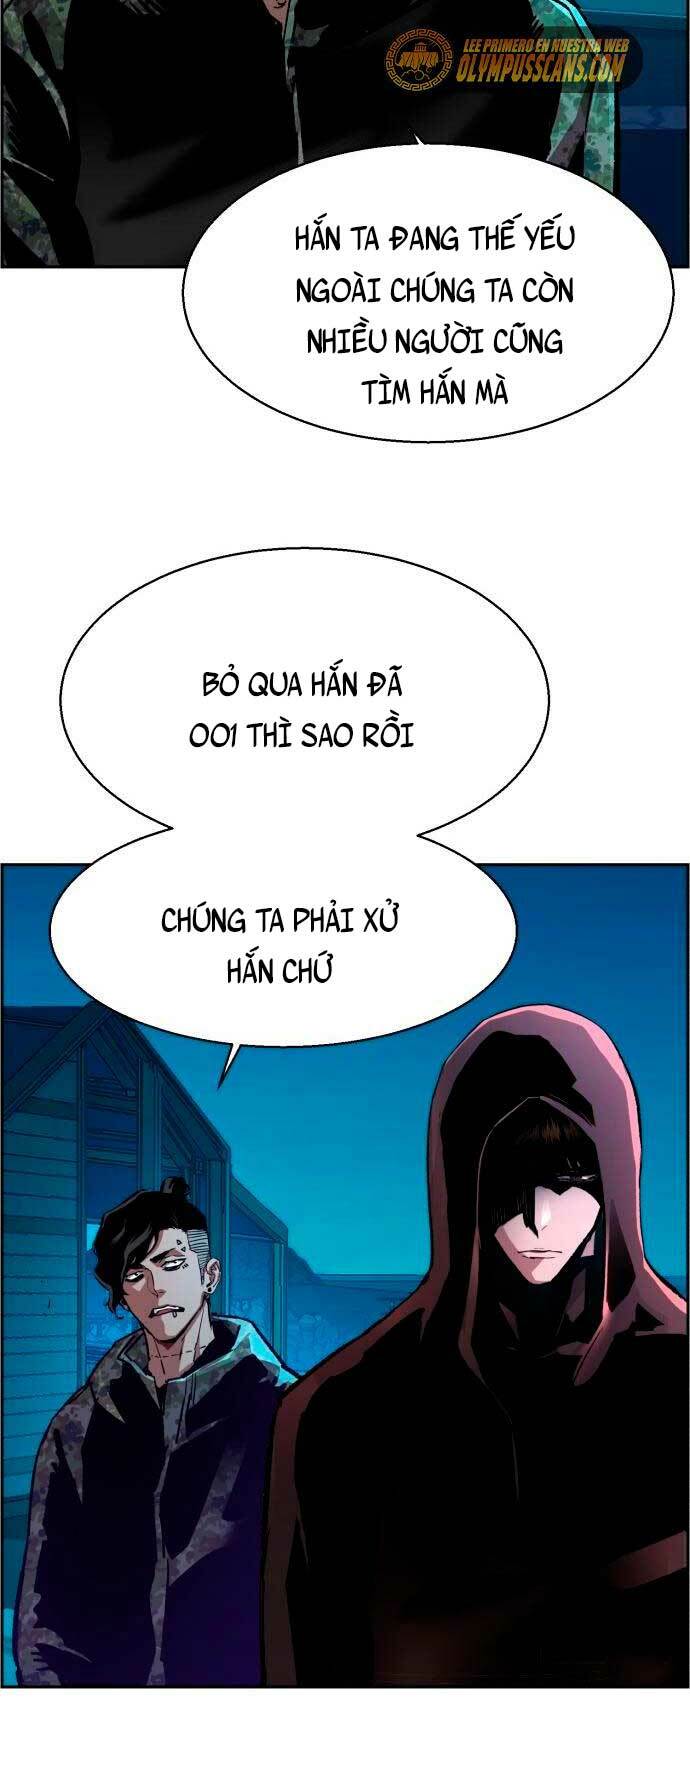 LEE PRIMERO EN NUESTRA WEB
OLYMPUSSCANS.COM
HẮN TA ĐANG THẾ YẾU
NGOÀI CHÚNG TA CÒN
NHIỀU NGƯỜI CŨNG
TÌM HẮN MÀ
BỎ QUA HẮN ĐÃ
001 THÌ SAO RỒI
CHÚNG TA PHẢI XỬ
HẮN CHỨ